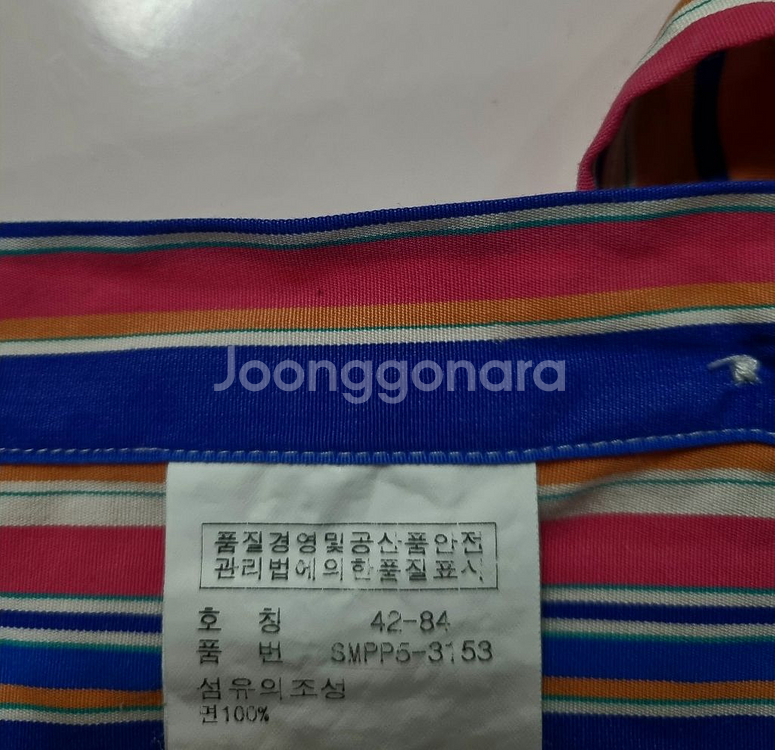 Joonggonara
품질경영및공산품안전
관리법에의한품질표시
호 칭 42-84
품 번 SMPP5-3153
섬유의조성
면100%